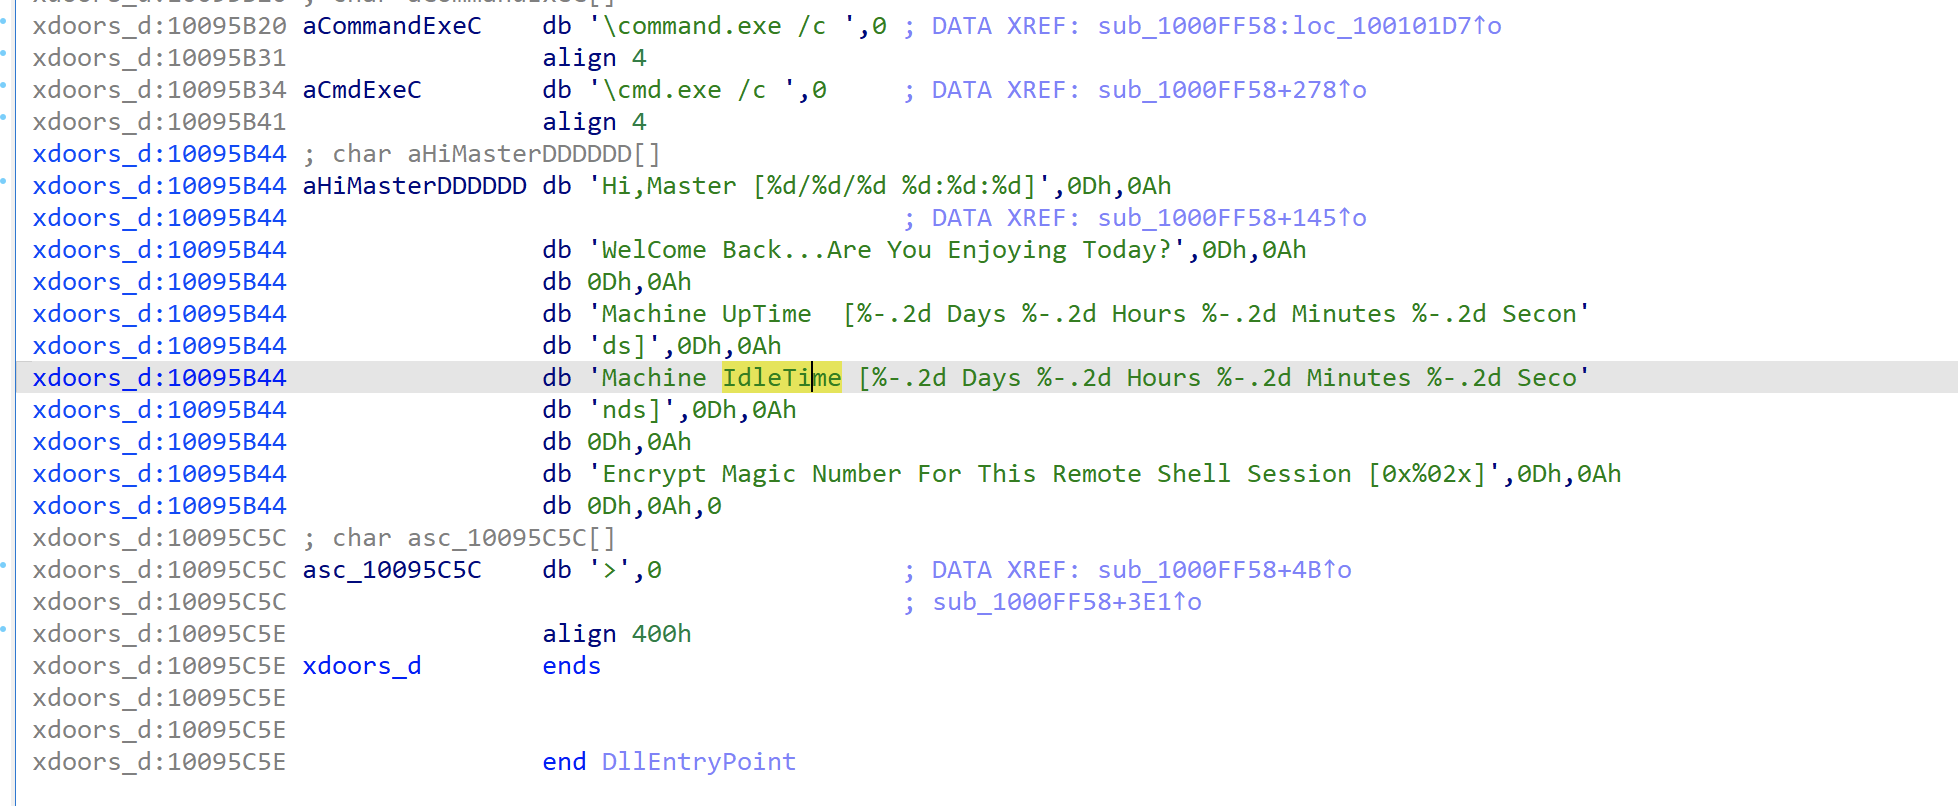 xdoors_d:10095B20 aCommandExeC    db '\command.exe /c ',0 ; DATA XREF: sub_1000FF58:loc_100101D7↑o
xdoors_d:10095B31                 align 4
xdoors_d:10095B34 aCmdExeC        db '\cmd.exe /c ',0     ; DATA XREF: sub_1000FF58+278↑o
xdoors_d:10095B41                 align 4
xdoors_d:10095B44 ; char aHiMasterDDDDDD[]
xdoors_d:10095B44 aHiMasterDDDDDD db 'Hi,Master [%d/%d/%d %d:%d:%d]',0Dh,0Ah
xdoors_d:10095B44                                         ; DATA XREF: sub_1000FF58+145↑o
xdoors_d:10095B44                 db 'WelCome Back...Are You Enjoying Today?',0Dh,0Ah
xdoors_d:10095B44                 db 0Dh,0Ah
xdoors_d:10095B44                 db 'Machine UpTime  [%-.2d Days %-.2d Hours %-.2d Minutes %-.2d Secon'
xdoors_d:10095B44                 db 'ds]',0Dh,0Ah
xdoors_d:10095B44                 db 'Machine IdleTime [%-.2d Days %-.2d Hours %-.2d Minutes %-.2d Seco'
xdoors_d:10095B44                 db 'nds]',0Dh,0Ah
xdoors_d:10095B44                 db 0Dh,0Ah
xdoors_d:10095B44                 db 'Encrypt Magic Number For This Remote Shell Session [0x%02x]',0Dh,0Ah
xdoors_d:10095B44                 db 0Dh,0Ah,0
xdoors_d:10095C5C ; char asc_10095C5C[]
xdoors_d:10095C5C asc_10095C5C    db '>',0                ; DATA XREF: sub_1000FF58+4B↑o
xdoors_d:10095C5C                                         ; sub_1000FF58+3E1↑o
xdoors_d:10095C5E                 align 400h
xdoors_d:10095C5E xdoors_d        ends
xdoors_d:10095C5E
xdoors_d:10095C5E
xdoors_d:10095C5E                 end DllEntryPoint